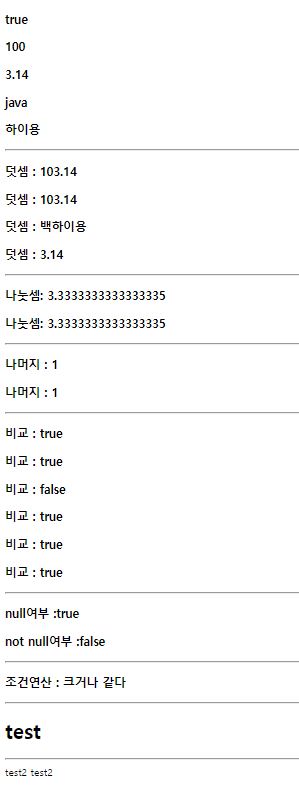 true
100
3.14
java
하이용
덧셈 : 103.14
덧셈 : 103.14
덧셈 : 백하이용
덧셈 : 3.14
나눗셈: 3.3333333333333335
나눗셈: 3.3333333333333335
나머지 : 1
나머지 : 1
비교 : true
비교 : true
비교 : false
비교 : true
비교 : true
비교 : true
null여부 :true
not null여부 :false
조건연산 : 크거나 같다
test
test2 test2